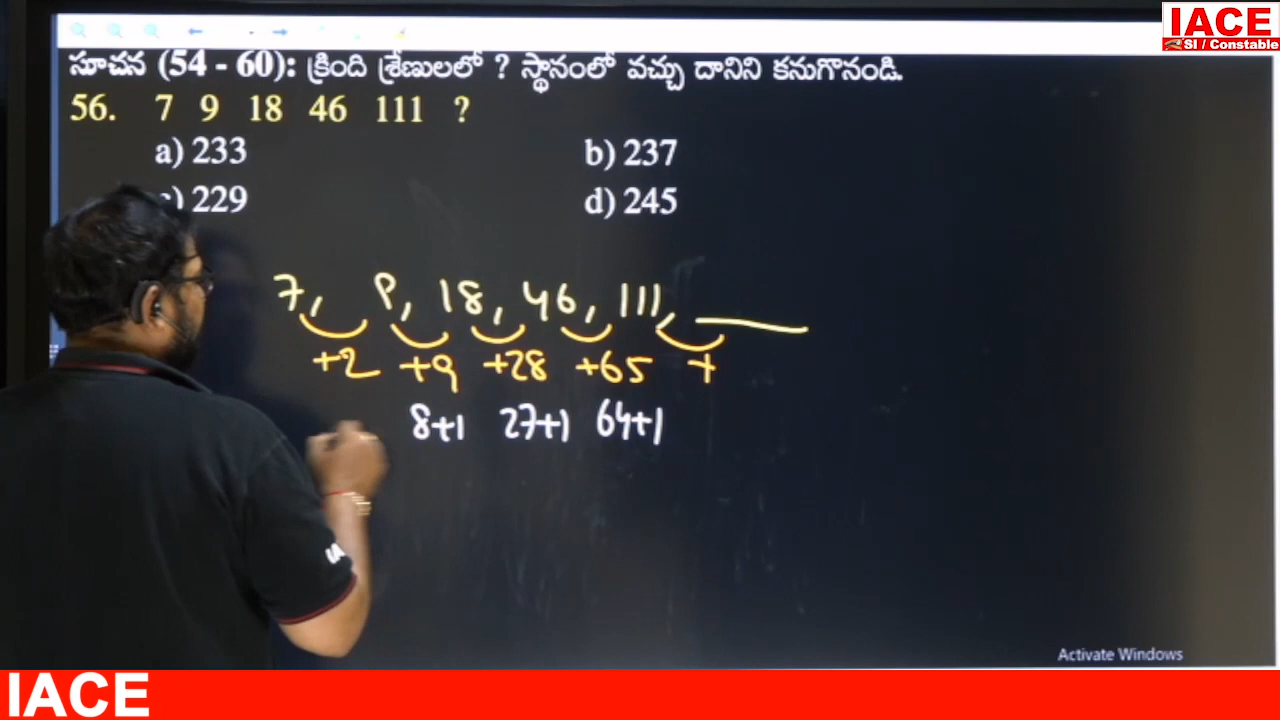 IACE
SI / Constable
సూచన (54 - 60): క్రింది శ్రేణులలో ? స్థానంలో వచ్చు దానిని కనుగొనండి.
56. 7 9 18 46 111 ?
a) 233 b) 237
) 229 d) 245
7, 9, 18, 46, 111, 
+2 +9 +28 +65 +
8+1 27+1 64+1
Activate Windows
IACE